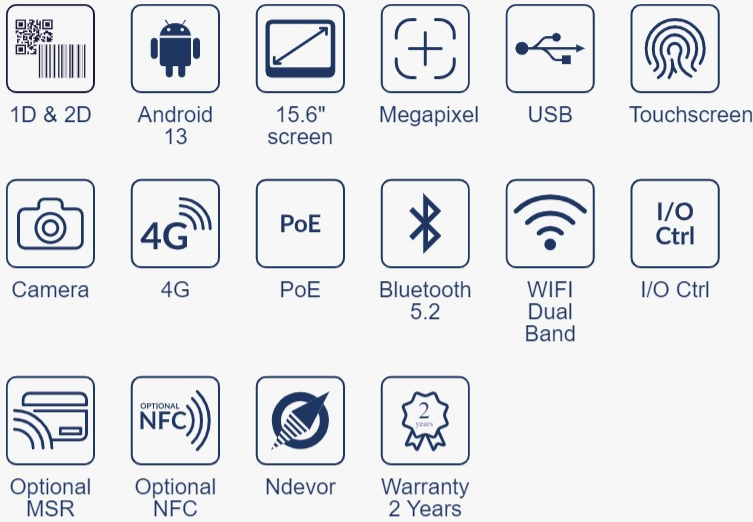 1D & 2D
Android
13
15.6"
screen
Megapixel
USB
Touchscreen
4G
PoE
I/O
Ctrl
Camera
4G
PoE
Bluetooth
5.2
WIFI
Dual
Band
I/O Ctrl
OPTIONAL
NFC
2
years
Optional
MSR
Optional
NFC
Ndevor
Warranty
2 Years